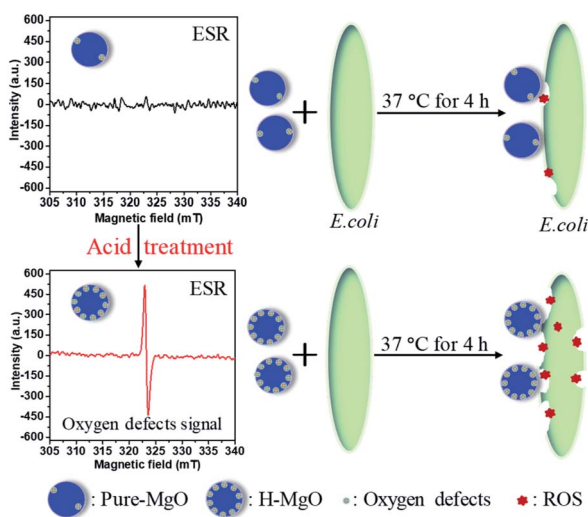 ESR
600
450
300
150
0
-150
-300
-450
-600
Intensity (a.u.)
305 310 315 320 325 330 335 340
Magnetic field (mT)
+
E.coli
37 °C for 4 h
E.coli
Acid treatment
ESR
600
450
300
150
0
-150
-300
-450
-600
Intensity (a.u.)
Oxygen defects signal
305 310 315 320 325 330 335 340
Magnetic field (mT)
+
37 °C for 4 h
: Pure-MgO : H-MgO : Oxygen defects : ROS